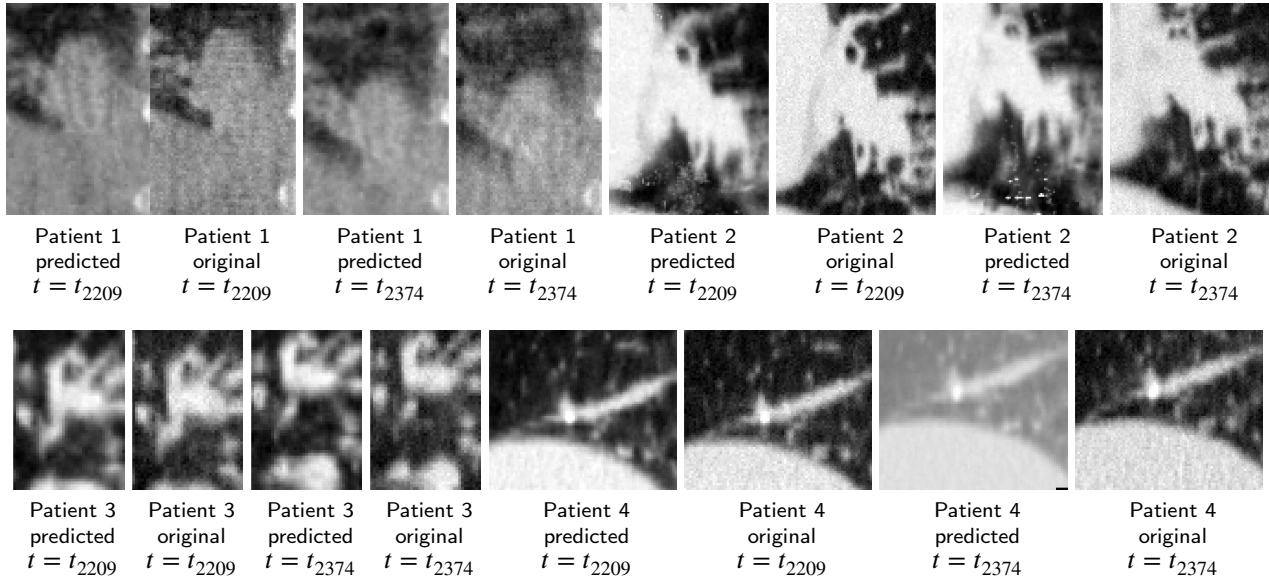 Patient 1 Patient 1 Patient 1 Patient 1 Patient 2 Patient 2 Patient 2 Patient 2
predicted original predicted original predicted original predicted original
t = t₂₂₀₉ t = t₂₂₀₉ t = t₂₃₇₄ t = t₂₃₇₄ t = t₂₂₀₉ t = t₂₂₀₉ t = t₂₃₇₄ t = t₂₃₇₄
Patient 3 Patient 3 Patient 3 Patient 3 Patient 4 Patient 4 Patient 4 Patient 4
predicted original predicted original predicted original predicted original
t = t₂₂₀₉ t = t₂₂₀₉ t = t₂₃₇₄ t = t₂₃₇₄ t = t₂₂₀₉ t = t₂₂₀₉ t = t₂₃₇₄ t = t₂₃₇₄